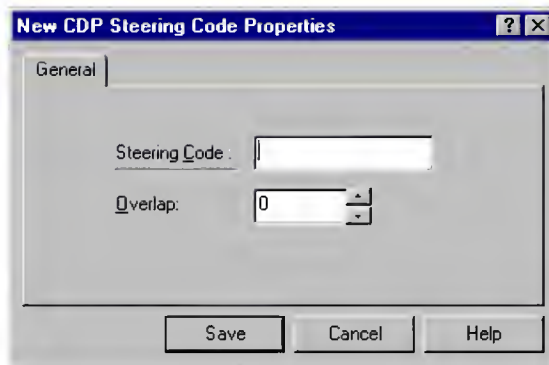 New CDP Steering Code Properties ? ×
General
Steering Code :
Overlap: 0
Save Cancel Help